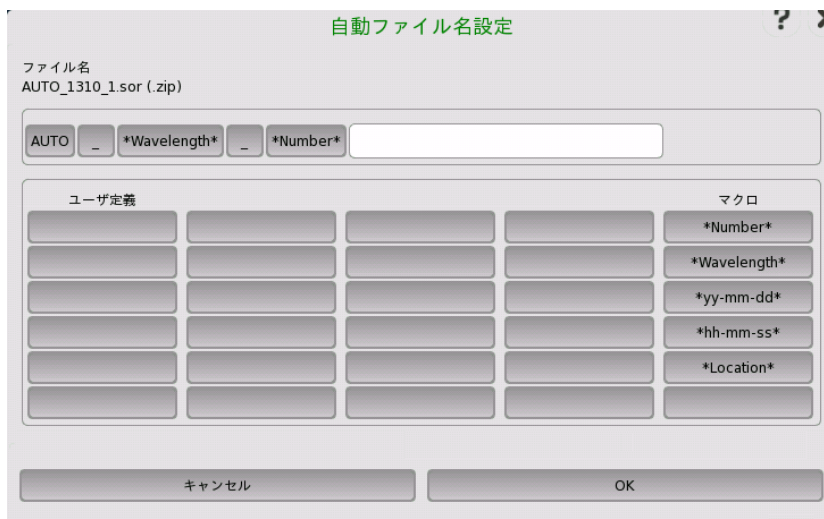 自動ファイル名設定 ?
ファイル名
AUTO_1310_1.sor (.zip)
AUTO _ *Wavelength* _ *Number*
ユーザ定義 マクロ
*Number*
*Wavelength*
*yy-mm-dd*
*hh-mm-ss*
*Location*
キャンセル OK